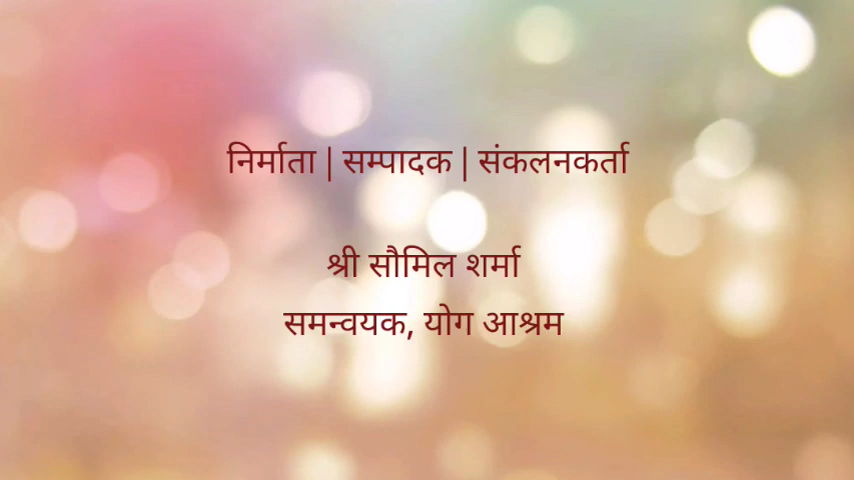 निर्माता | सम्पादक | संकलनकर्ता
श्री सौमिल शर्मा
समन्वयक, योग आश्रम